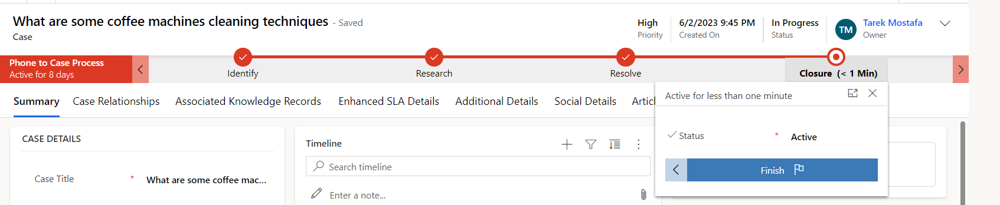 What are some coffee machines cleaning techniques - Saved
Case
High
Priority
6/2/2023 9:45 PM
Created On
In Progress
Status
TM
Tarek Mostafa
Owner
Phone to Case Process
Active for 8 days
Identify
Research
Resolve
Closure (< 1 Min)
Summary Case Relationships Associated Knowledge Records Enhanced SLA Details Additional Details Social Details Artic
Active for less than one minute
Status * Active
Finish
CASE DETAILS
Case Title * What are some coffee mac...
Timeline
Search timeline
Enter a note...